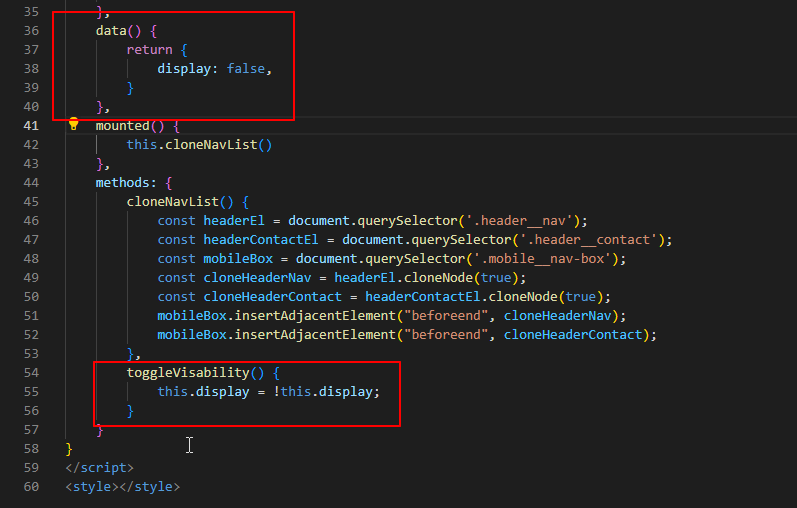 35 },
36 data() {
37 return {
38 display: false,
39 }
40 },
41 mounted() {
42 this.cloneNavList()
43 },
44 methods: {
45 cloneNavList() {
46 const headerEl = document.querySelector('.header__nav');
47 const headerContactEl = document.querySelector('.header__contact');
48 const mobileBox = document.querySelector('.mobile__nav-box');
49 const cloneHeaderNav = headerEl.cloneNode(true);
50 const cloneHeaderContact = headerContactEl.cloneNode(true);
51 mobileBox.insertAdjacentElement("beforeend", cloneHeaderNav);
52 mobileBox.insertAdjacentElement("beforeend", cloneHeaderContact);
53 },
54 toggleVisability() {
55 this.display = !this.display;
56 }
57 }
58 }
59 </script>
60 <style></style>